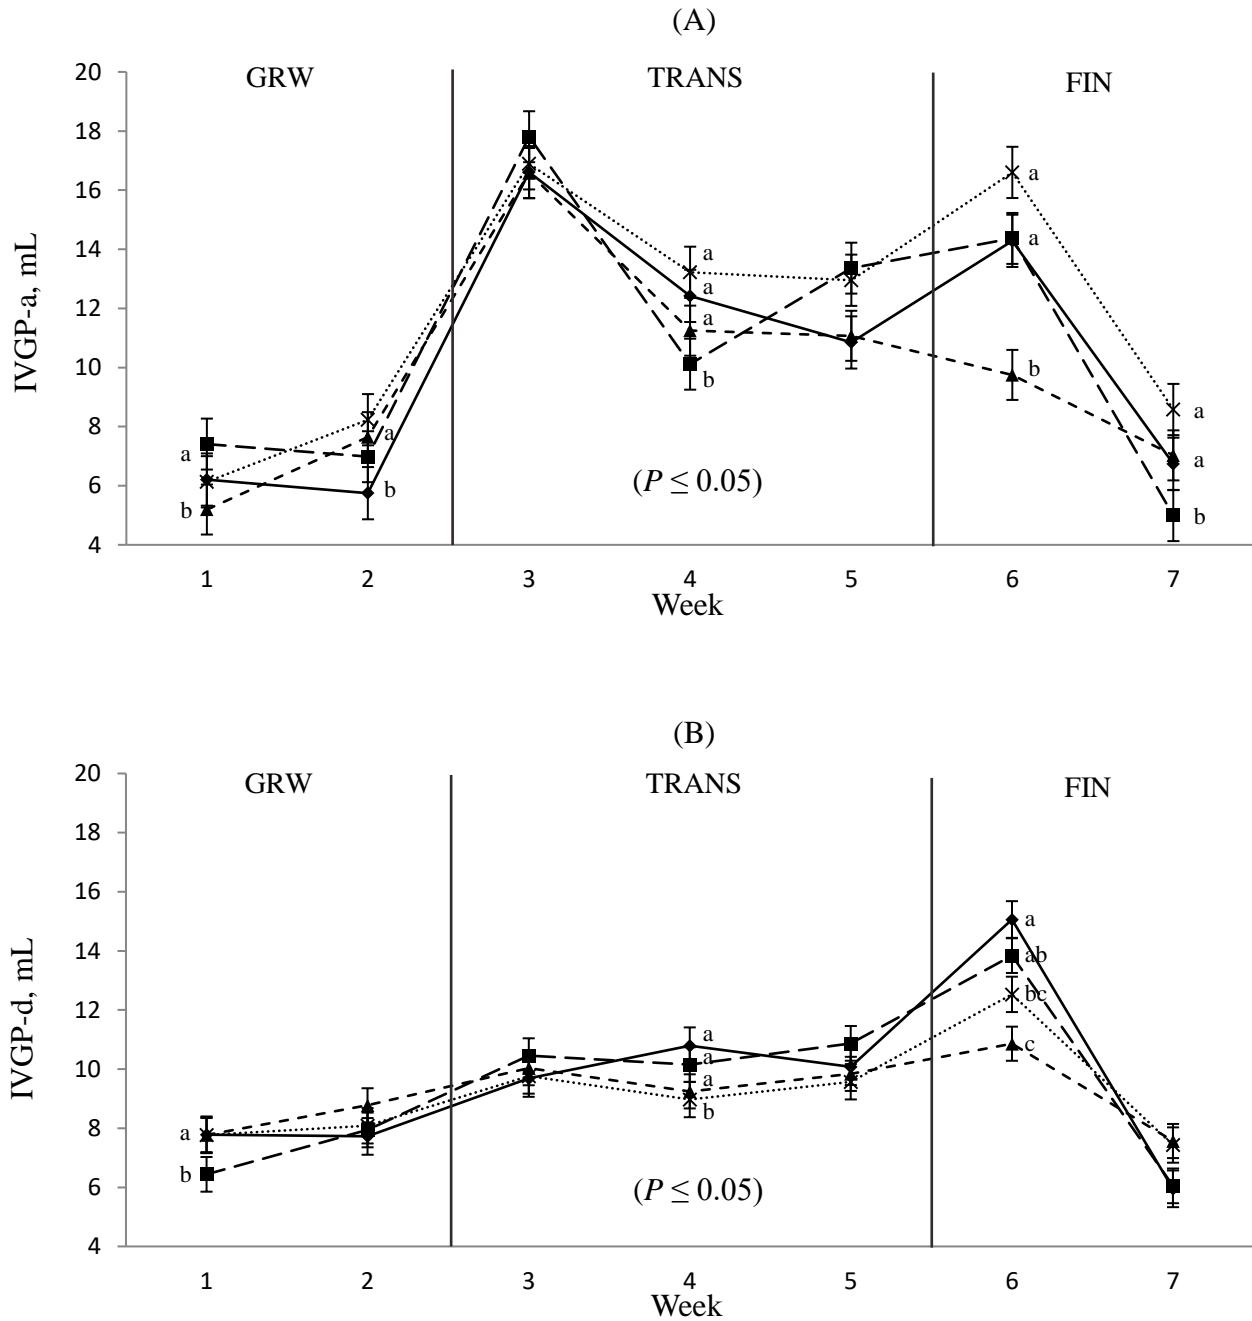 (A)
GRW TRANS FIN
IVGP-a, mL
20
18
16
14
12
10
8
6
4
a
b
a
b
a
a
a
b
a
a
b
a
a
b
(P ≤ 0.05)
1 2 3 4 5 6 7
Week
(B)
GRW TRANS FIN
IVGP-d, mL
20
18
16
14
12
10
8
6
4
a
b
a
a
a
b
a
ab
bc
c
(P ≤ 0.05)
1 2 3 4 5 6 7
Week